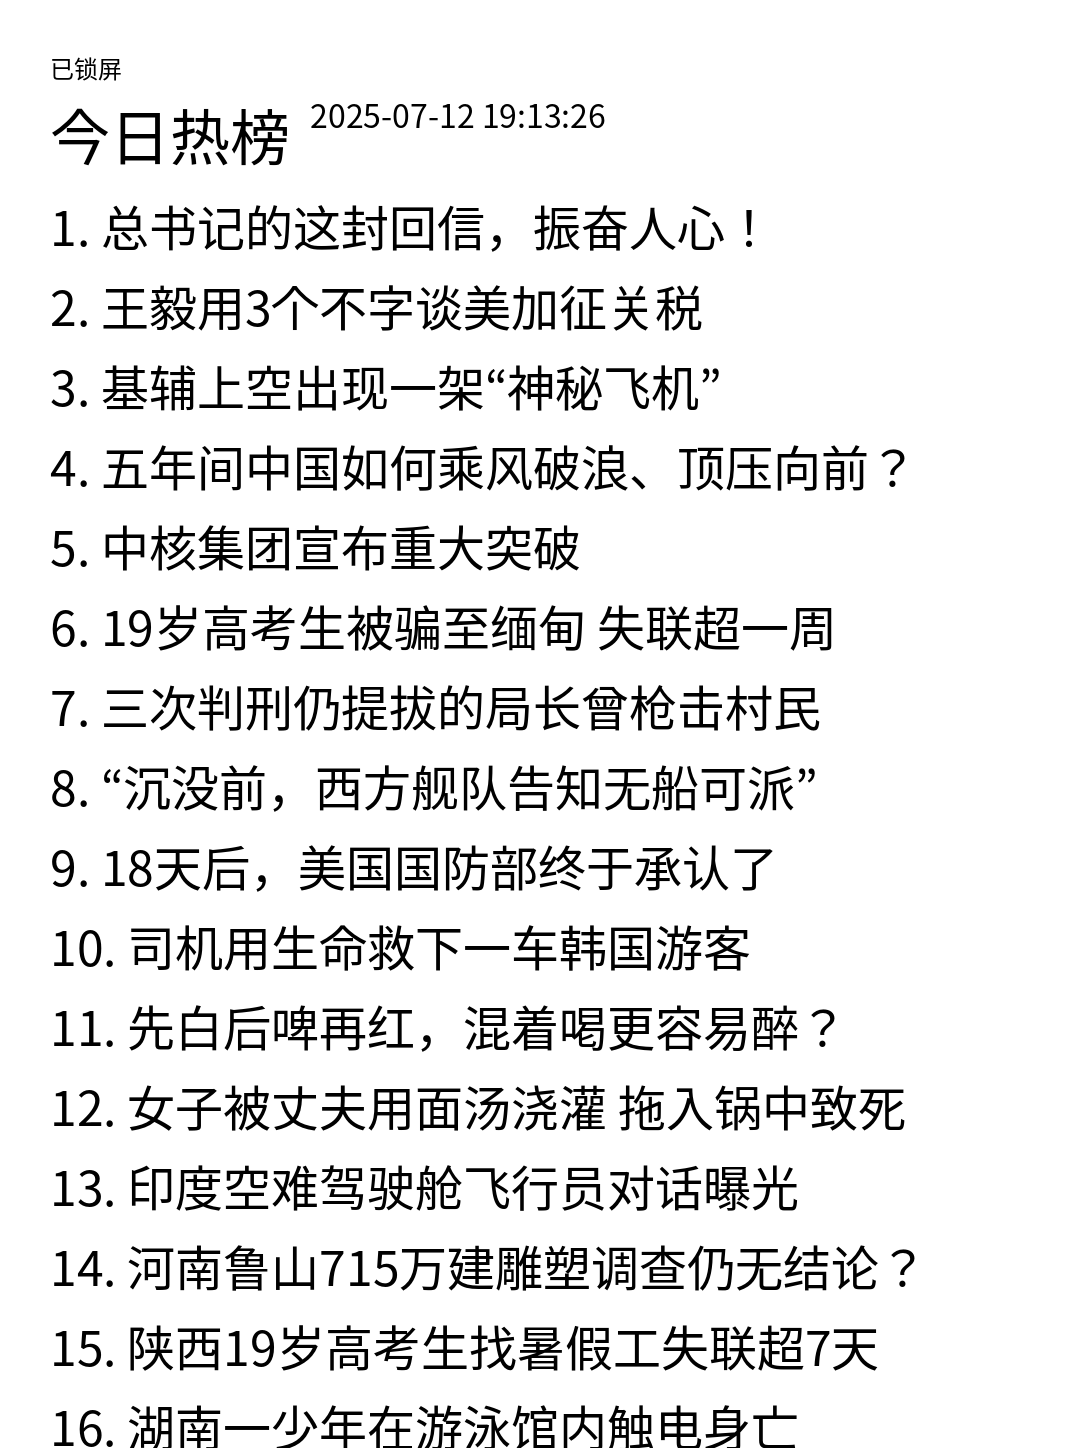 已锁屏
今日热榜 2025-07-12 19:13:26
1. 总书记的这封回信，振奋人心！
2. 王毅用3个不字谈美加征关税
3. 基辅上空出现一架“神秘飞机”
4. 五年间中国如何乘风破浪、顶压向前？
5. 中核集团宣布重大突破
6. 19岁高考生被骗至缅甸 失联超一周
7. 三次判刑仍提拔的局长曾枪击村民
8. “沉没前，西方舰队告知无船可派”
9. 18天后，美国国防部终于承认了
10. 司机用生命救下一车韩国游客
11. 先白后啤再红，混着喝更容易醉？
12. 女子被丈夫用面汤浇灌 拖入锅中致死
13. 印度空难驾驶舱飞行员对话曝光
14. 河南鲁山715万建雕塑调查仍无结论？
15. 陕西19岁高考生找暑假工失联超7天
16. 湖南一少年在游泳馆内触电身亡